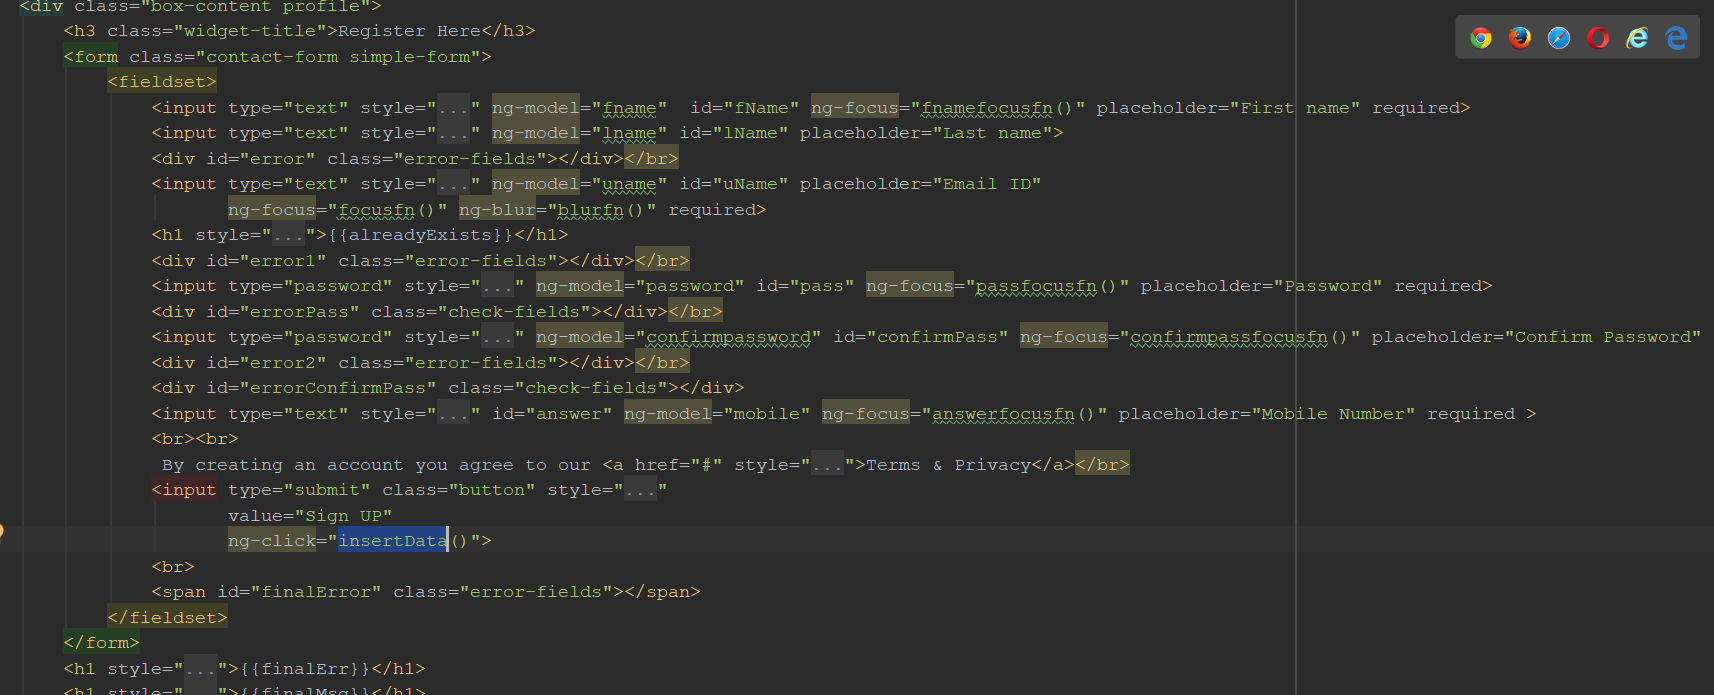 <div class="box-content profile">
<h3 class="widget-title">Register Here</h3>
<form class="contact-form simple-form">
<fieldset>
<input type="text" style="..." ng-model="fname"  id="fName" ng-focus="fnamefocusfn()" placeholder="First name" required>
<input type="text" style="..." ng-model="lname" id="lName" placeholder="Last name">
<div id="error" class="error-fields"></div></br>
<input type="text" style="..." ng-model="uname" id="uName" placeholder="Email ID"
ng-focus="focusfn()" ng-blur="blurfn()" required>
<h1 style="...">{{alreadyExists}}</h1>
<div id="error1" class="error-fields"></div></br>
<input type="password" style="..." ng-model="password" id="pass" ng-focus="passfocusfn()" placeholder="Password" required>
<div id="errorPass" class="check-fields"></div></br>
<input type="password" style="..." ng-model="confirmpassword" id="confirmPass" ng-focus="confirmpassfocusfn()" placeholder="Confirm Password"
<div id="error2" class="error-fields"></div></br>
<div id="errorConfirmPass" class="check-fields"></div>
<input type="text" style="..." id="answer" ng-model="mobile" ng-focus="answerfocusfn()" placeholder="Mobile Number" required >
<br><br>
By creating an account you agree to our <a href="#" style="...">Terms & Privacy</a></br>
<input type="submit" class="button" style="..."
value="Sign UP"
ng-click="insertData()">
<br>
<span id="finalError" class="error-fields"></span>
</fieldset>
</form>
<h1 style="...">{{finalErr}}</h1>
<h1 style="...">{{finalMsg}}</h1>